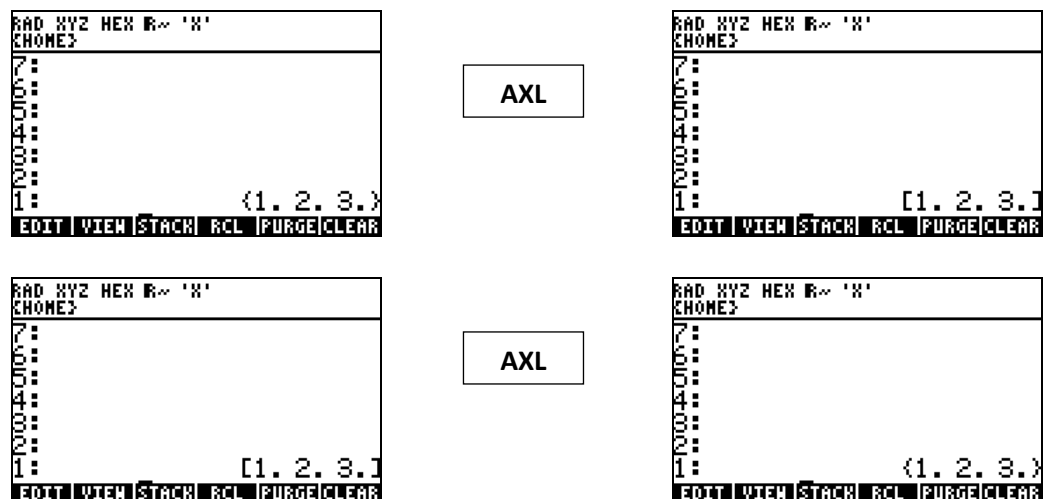 RAD XYZ HEX R~ 'X'
{HOME}
7:
6:
5:
4:
3:
2:
1: {1. 2. 3.}
EDIT VIEW STACK RCL PURGE CLEAR
AXL
RAD XYZ HEX R~ 'X'
{HOME}
7:
6:
5:
4:
3:
2:
1: [1. 2. 3.]
EDIT VIEW STACK RCL PURGE CLEAR
RAD XYZ HEX R~ 'X'
{HOME}
7:
6:
5:
4:
3:
2:
1: [1. 2. 3.]
EDIT VIEW STACK RCL PURGE CLEAR
AXL
RAD XYZ HEX R~ 'X'
{HOME}
7:
6:
5:
4:
3:
2:
1: {1. 2. 3.}
EDIT VIEW STACK RCL PURGE CLEAR